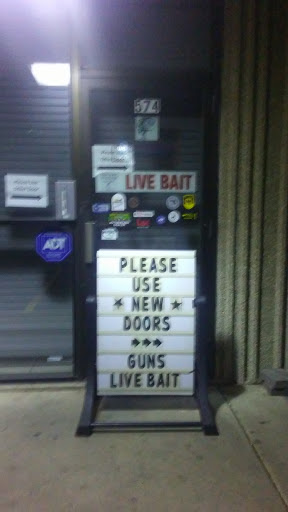 574
LIVE BAIT
ADT
PLEASE
USE
★ NEW ★
DOORS
➔➔➔
GUNS
LIVE BAIT